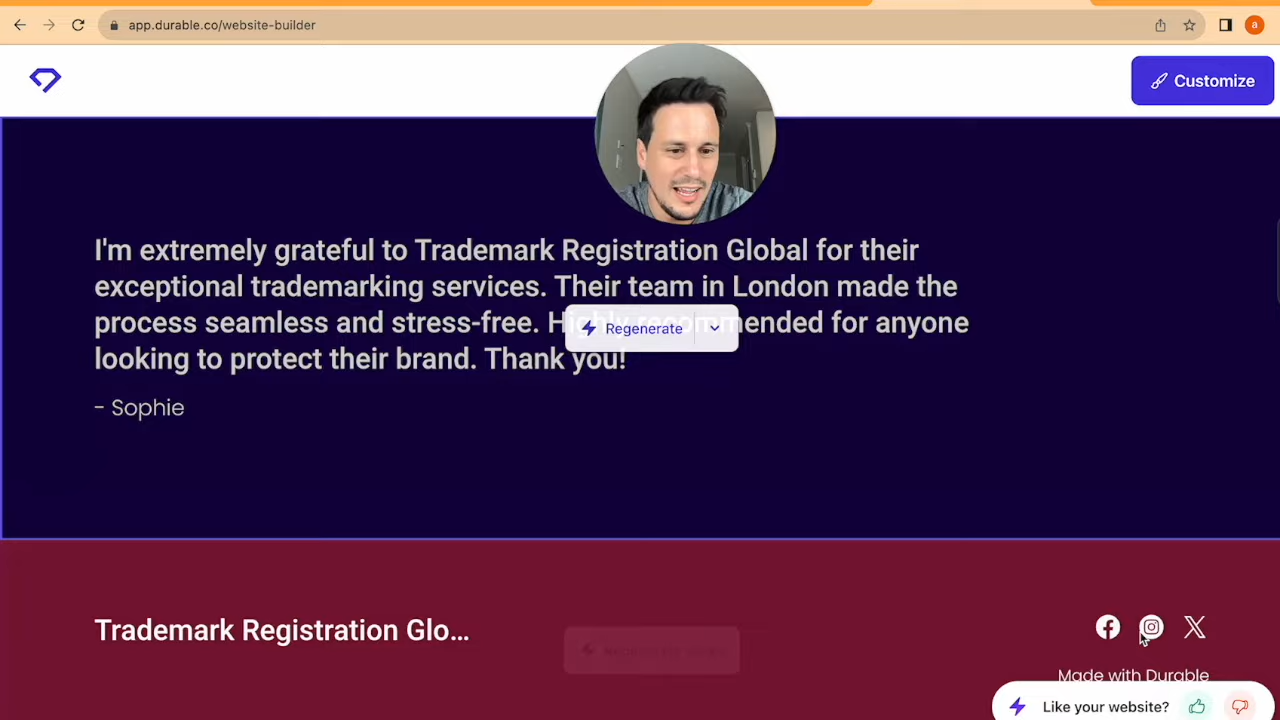 app.durable.co/website-builder
a
Customize
I'm extremely grateful to Trademark Registration Global for their
exceptional trademarking services. Their team in London made the
process seamless and stress-free. Highly recommended for anyone
looking to protect their brand. Thank you!
Regenerate
- Sophie
Trademark Registration Glo...
Made with Durable
Like your website?